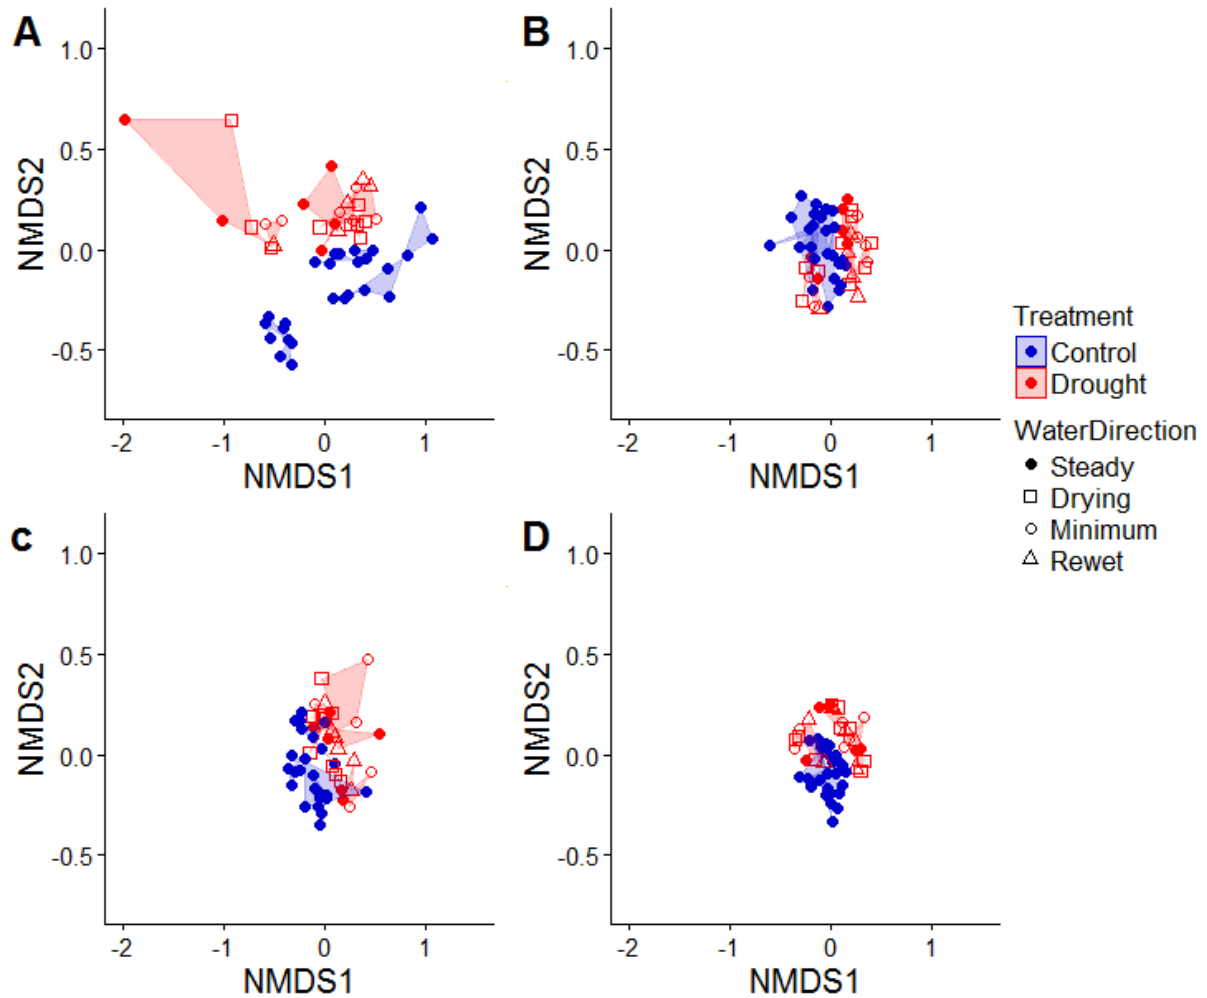 A
1.0
0.5
0.0
-0.5
NMDS2
-2 -1 0 1
NMDS1
B
1.0
0.5
0.0
-0.5
NMDS2
-2 -1 0 1
NMDS1
Treatment
Control
Drought
WaterDirection
Steady
Drying
Minimum
Rewet
c
1.0
0.5
0.0
-0.5
NMDS2
-2 -1 0 1
NMDS1
D
1.0
0.5
0.0
-0.5
NMDS2
-2 -1 0 1
NMDS1